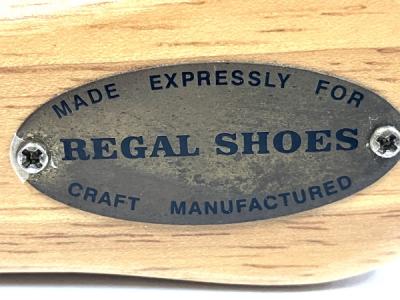 MADE EXPRESSLY FOR
REGAL SHOES
CRAFT MANUFACTURED